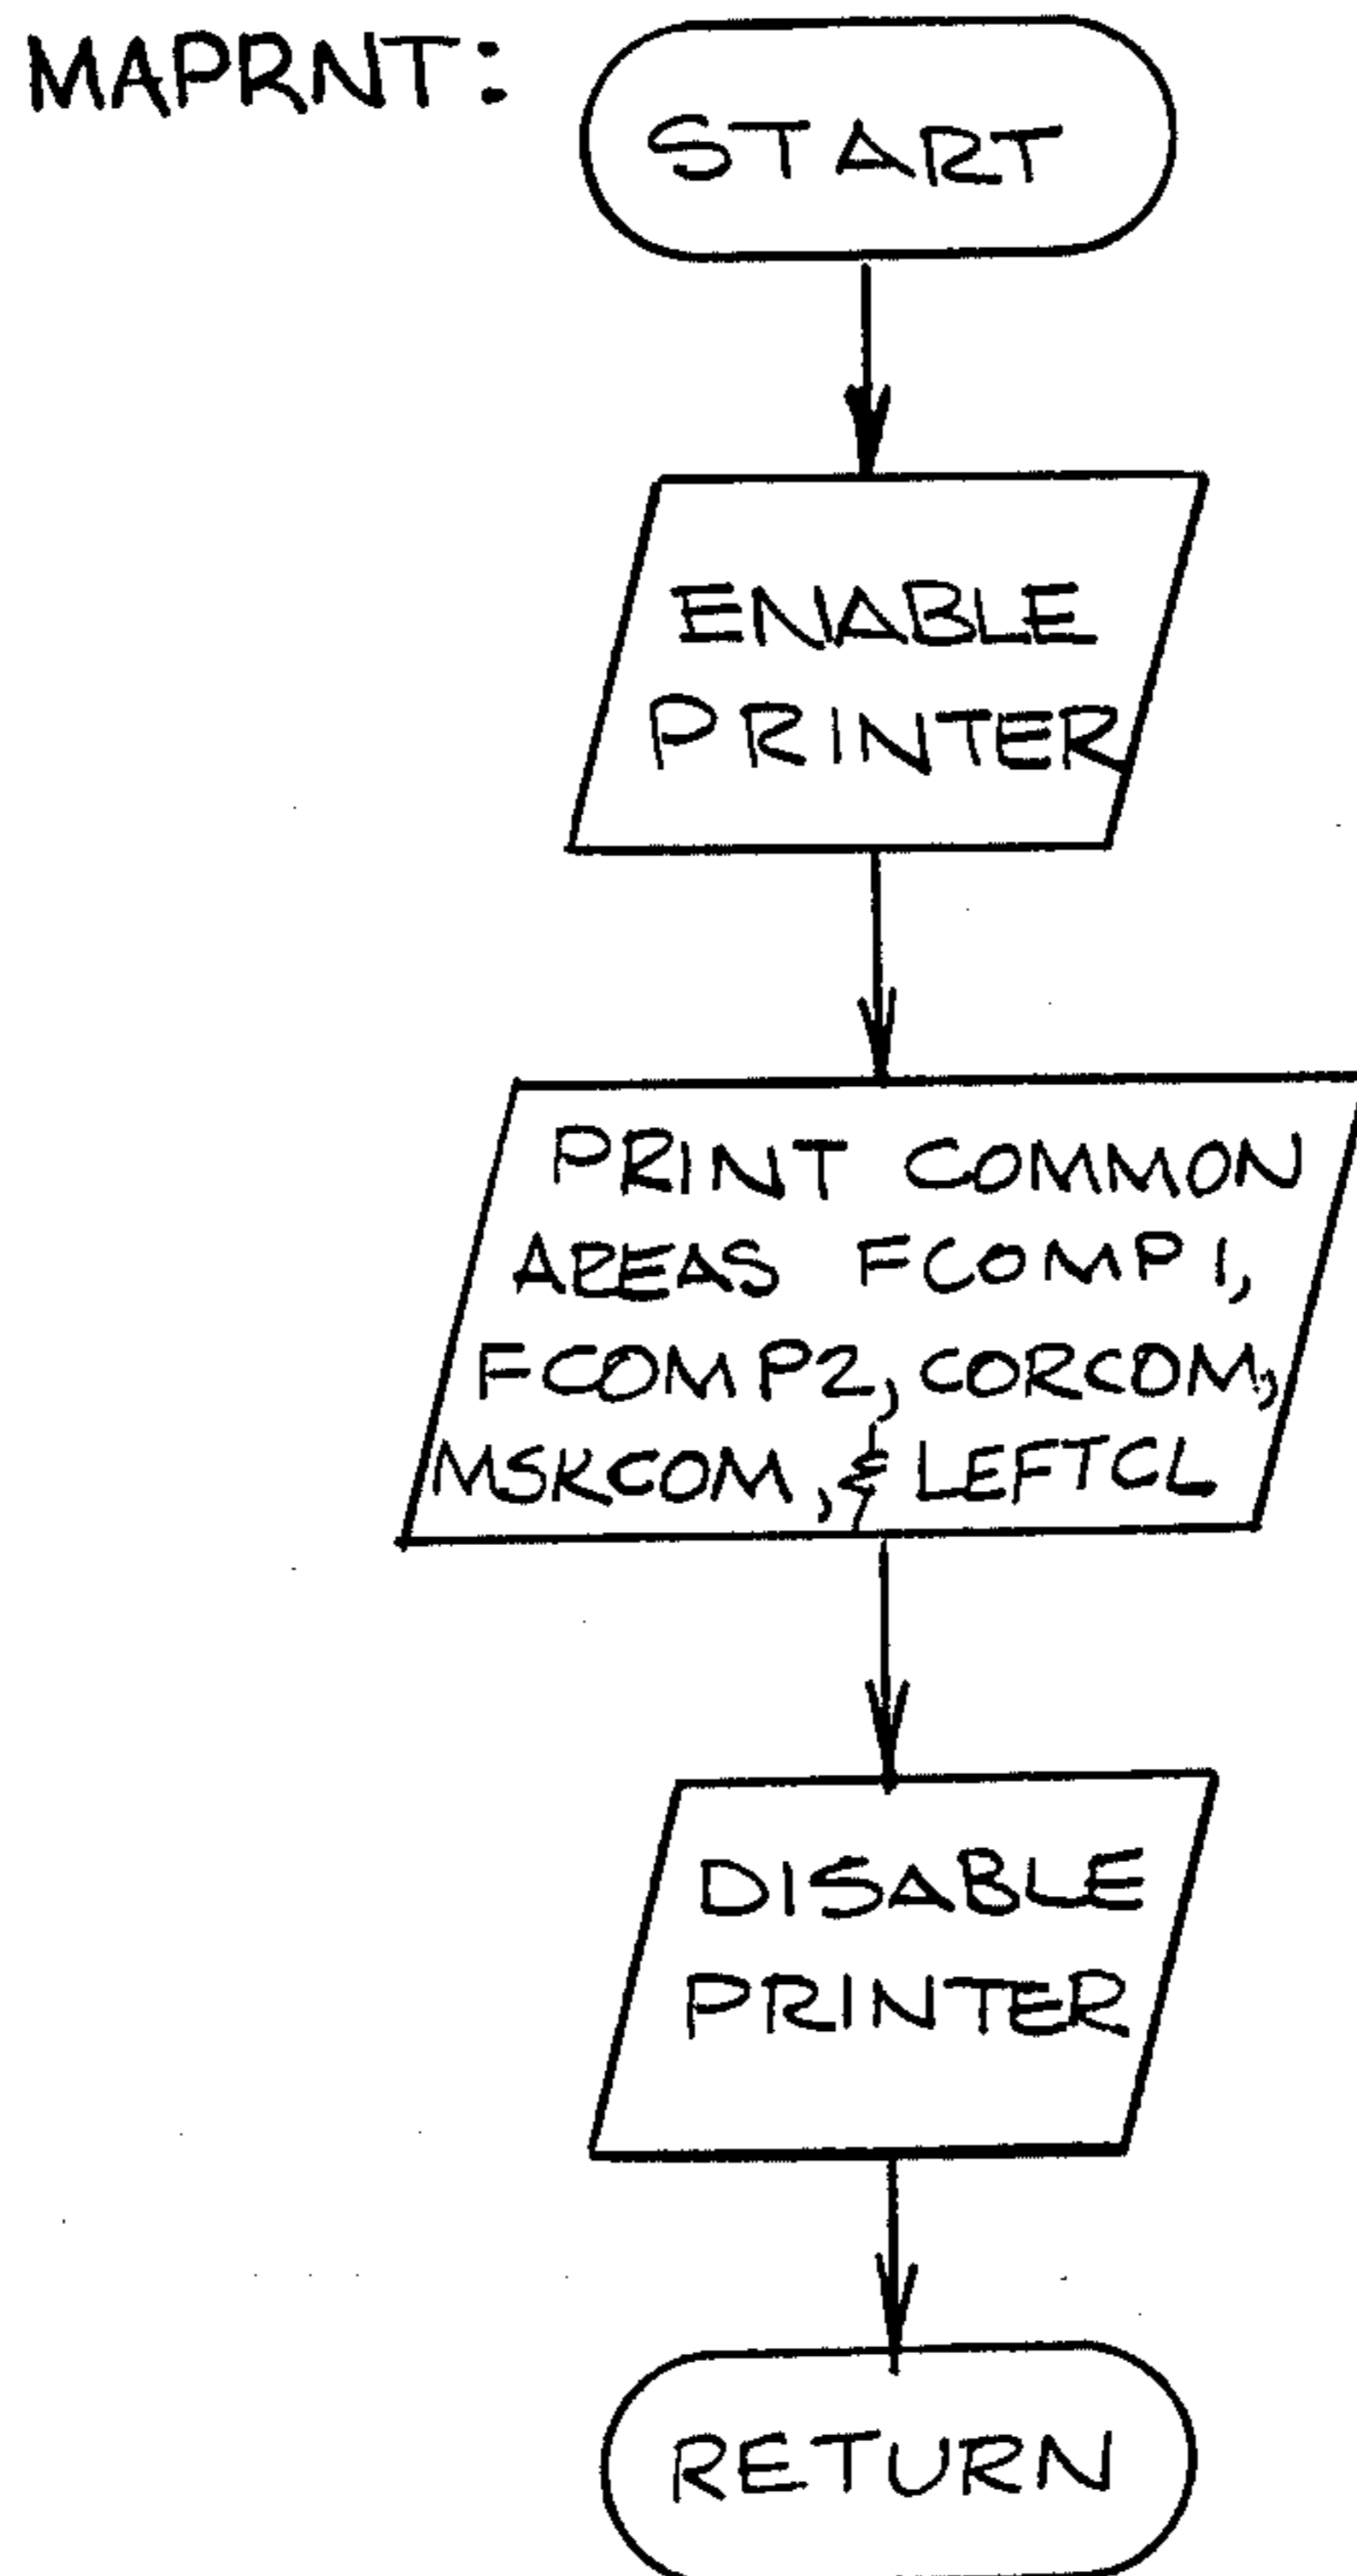 MAPRNT:
START
ENABLE
PRINTER
PRINT COMMON
AREAS FCOMP1,
FCOMP2, CORCOM,
MSKCOM, & LEFTCL
DISABLE
PRINTER
RETURN